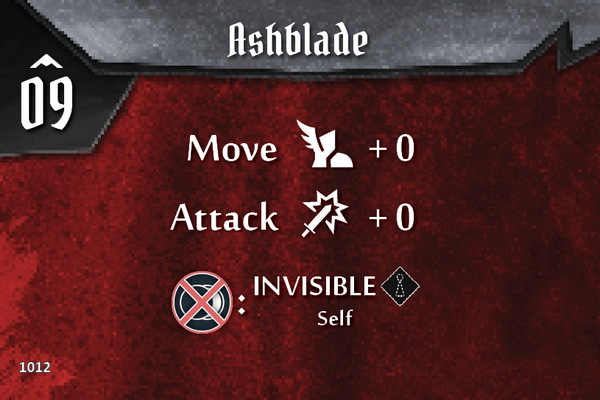 Ashblade
09
Move + 0
Attack + 0
: INVISIBLE
Self
1012